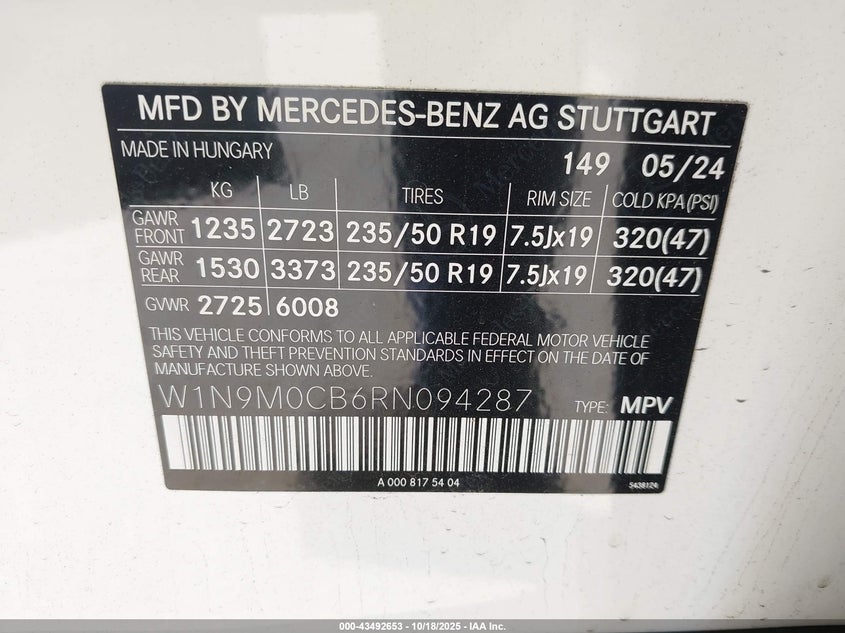 MFD BY MERCEDES-BENZ AG STUTTGART
MADE IN HUNGARY 149 05/24
KG LB TIRES RIM SIZE COLD KPA (PSI)
GAWR FRONT 1235 2723 235/50 R19 7.5Jx19 320(47)
GAWR REAR 1530 3373 235/50 R19 7.5Jx19 320(47)
GVWR 2725 6008
THIS VEHICLE CONFORMS TO ALL APPLICABLE FEDERAL MOTOR VEHICLE
SAFETY AND THEFT PREVENTION STANDARDS IN EFFECT ON THE DATE OF
MANUFACTURE SHOWN ABOVE.
W1N9M0CB6RN094287 TYPE: MPV
A 000 817 54 04 5438124
000-43492653 - 10/18/2025 - IAA Inc.